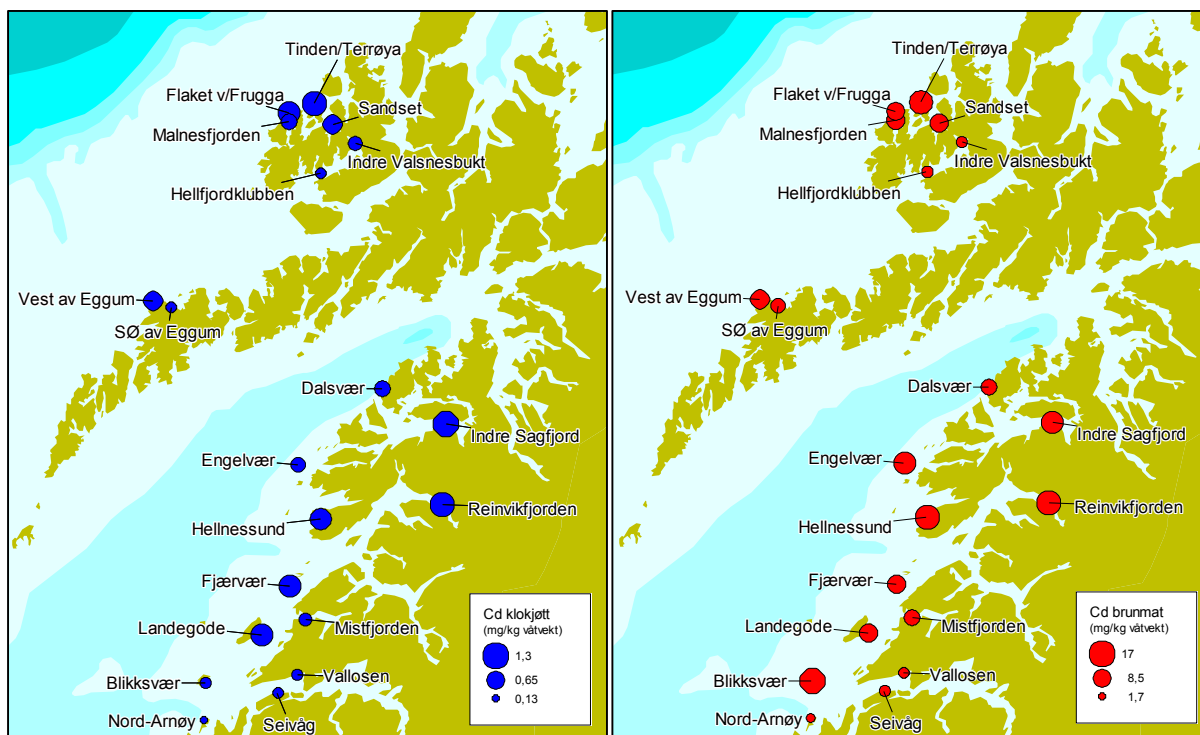 Tinden/Terrøya
Flaket v/Frugga
Sandset
Malnesfjorden
Indre Valsnesbukt
Hellfjordklubben
Vest av Eggum
SØ av Eggum
Dalsvær
Indre Sagfjord
Engelvær
Reinvikfjorden
Hellnessund
Fjærvær
Landegode
Mistfjorden
Blikksvær
Vallosen
Seivåg
Nord-Arnøy
Cd klokjøtt
(mg/kg våtvekt)
1,3
0,65
0,13
Tinden/Terrøya
Flaket v/Frugga
Sandset
Malnesfjorden
Indre Valsnesbukt
Hellfjordklubben
Vest av Eggum
SØ av Eggum
Dalsvær
Indre Sagfjord
Engelvær
Reinvikfjorden
Hellnessund
Fjærvær
Landegode
Mistfjorden
Blikksvær
Vallosen
Seivåg
Nord-Arnøy
Cd brunmat
(mg/kg våtvekt)
17
8,5
1,7